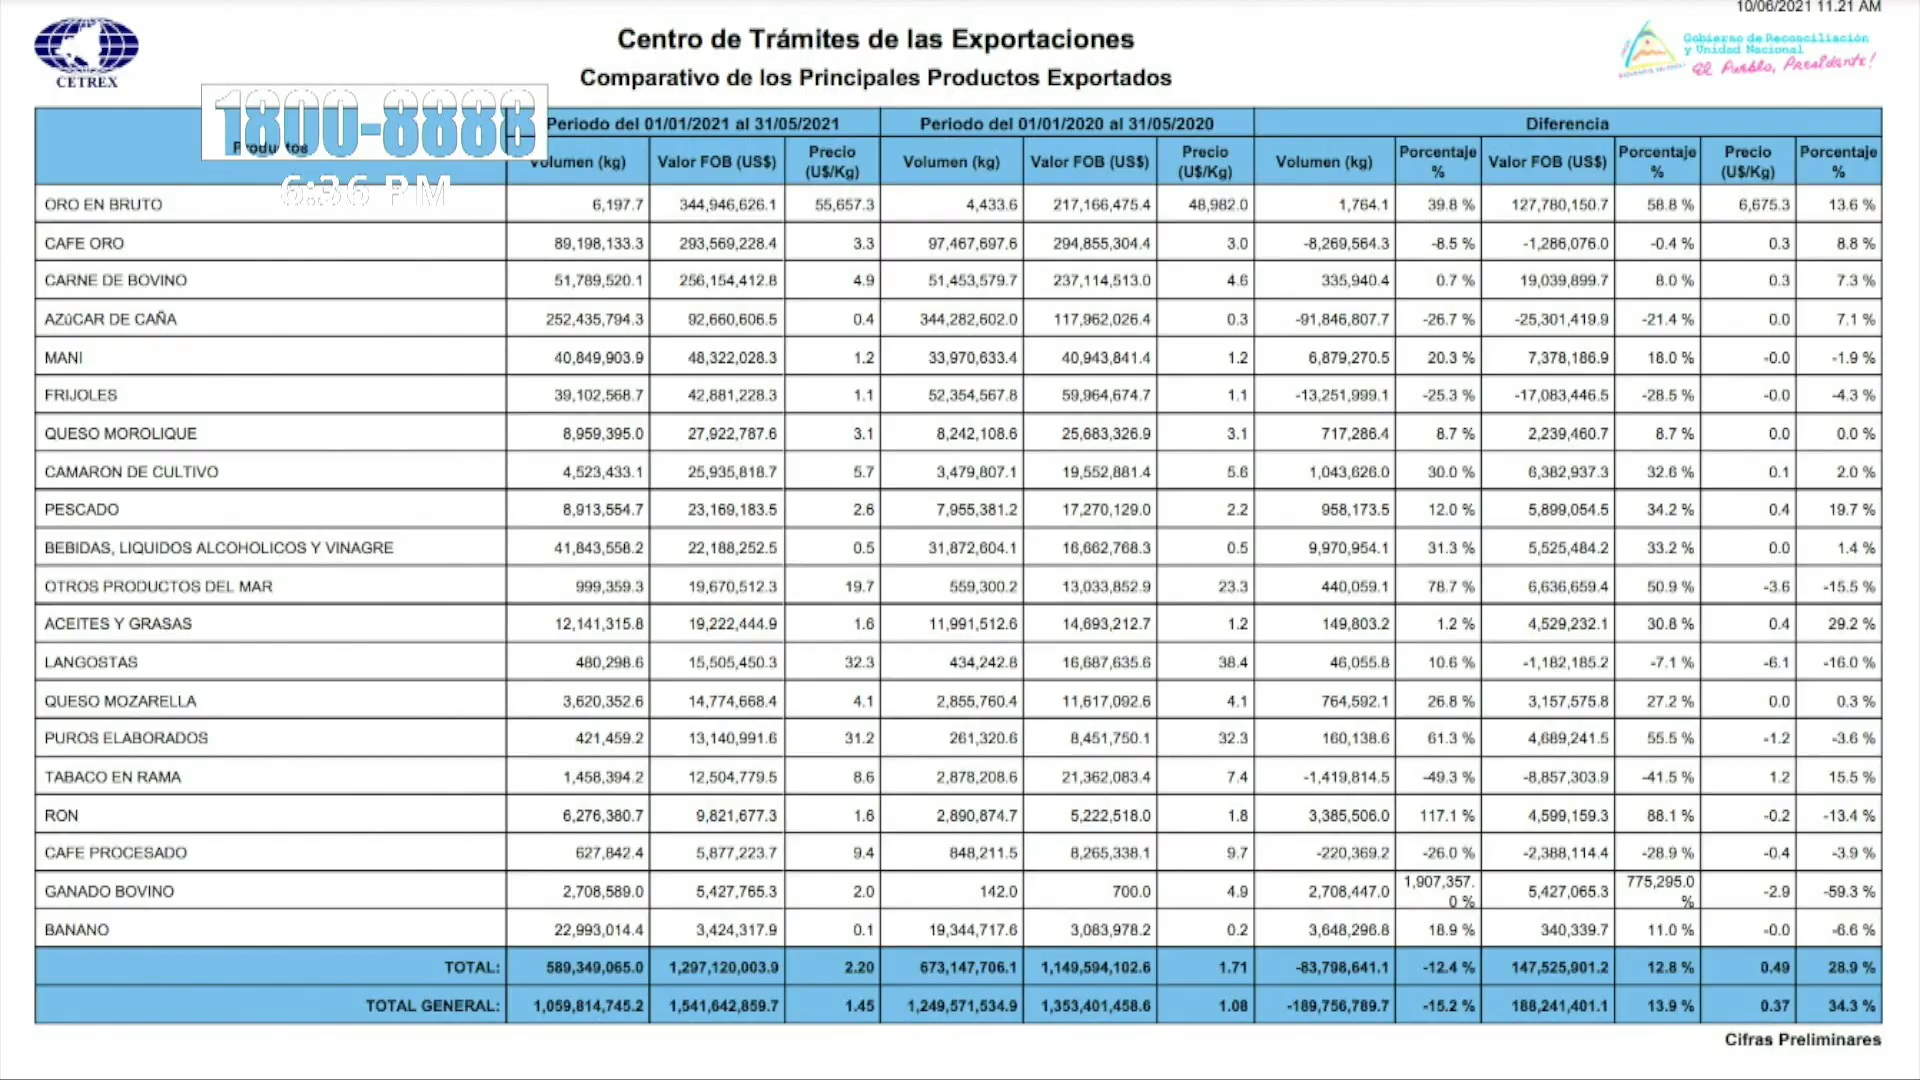 10/06/2021 11.21 AM
CETREX
Centro de Trámites de las Exportaciones
Comparativo de los Principales Productos Exportados
Gobierno de Reconciliación
y Unidad Nacional
El Pueblo, Presidente!
1800-8888
6:36 PM
Productos
Periodo del 01/01/2021 al 31/05/2021 Periodo del 01/01/2020 al 31/05/2020 Diferencia
Volumen (kg) Valor FOB (US$) Precio (U$/Kg) Volumen (kg) Valor FOB (US$) Precio (U$/Kg) Volumen (kg) Porcentaje % Valor FOB (US$) Porcentaje % Precio (U$/Kg) Porcentaje %
ORO EN BRUTO 6,197.7 344,946,626.1 55,657.3 4,433.6 217,166,475.4 48,982.0 1,764.1 39.8 % 127,780,150.7 58.8 % 6,675.3 13.6 %
CAFE ORO 89,198,133.3 293,569,228.4 3.3 97,467,697.6 294,855,304.4 3.0 -8,269,564.3 -8.5 % -1,286,076.0 -0.4 % 0.3 8.8 %
CARNE DE BOVINO 51,789,520.1 256,154,412.8 4.9 51,453,579.7 237,114,513.0 4.6 335,940.4 0.7 % 19,039,899.7 8.0 % 0.3 7.3 %
AZúCAR DE CAÑA 252,435,794.3 92,660,606.5 0.4 344,282,602.0 117,962,026.4 0.3 -91,846,807.7 -26.7 % -25,301,419.9 -21.4 % 0.0 7.1 %
MANI 40,849,903.9 48,322,028.3 1.2 33,970,633.4 40,943,841.4 1.2 6,879,270.5 20.3 % 7,378,186.9 18.0 % -0.0 -1.9 %
FRIJOLES 39,102,568.7 42,881,228.3 1.1 52,354,567.8 59,964,674.7 1.1 -13,251,999.1 -25.3 % -17,083,446.5 -28.5 % -0.0 -4.3 %
QUESO MOROLIQUE 8,959,395.0 27,922,787.6 3.1 8,242,108.6 25,683,326.9 3.1 717,286.4 8.7 % 2,239,460.7 8.7 % 0.0 0.0 %
CAMARON DE CULTIVO 4,523,433.1 25,935,818.7 5.7 3,479,807.1 19,552,881.4 5.6 1,043,626.0 30.0 % 6,382,937.3 32.6 % 0.1 2.0 %
PESCADO 8,913,554.7 23,169,183.5 2.6 7,955,381.2 17,270,129.0 2.2 958,173.5 12.0 % 5,899,054.5 34.2 % 0.4 19.7 %
BEBIDAS, LIQUIDOS ALCOHOLICOS Y VINAGRE 41,843,558.2 22,188,252.5 0.5 31,872,604.1 16,662,768.3 0.5 9,970,954.1 31.3 % 5,525,484.2 33.2 % 0.0 1.4 %
OTROS PRODUCTOS DEL MAR 999,359.3 19,670,512.3 19.7 559,300.2 13,033,852.9 23.3 440,059.1 78.7 % 6,636,659.4 50.9 % -3.6 -15.5 %
ACEITES Y GRASAS 12,141,315.8 19,222,444.9 1.6 11,991,512.6 14,693,212.7 1.2 149,803.2 1.2 % 4,529,232.1 30.8 % 0.4 29.2 %
LANGOSTAS 480,298.6 15,505,450.3 32.3 434,242.8 16,687,635.6 38.4 46,055.8 10.6 % -1,182,185.2 -7.1 % -6.1 -16.0 %
QUESO MOZARELLA 3,620,352.6 14,774,668.4 4.1 2,855,760.4 11,617,092.6 4.1 764,592.1 26.8 % 3,157,575.8 27.2 % 0.0 0.3 %
PUROS ELABORADOS 421,459.2 13,140,991.6 31.2 261,320.6 8,451,750.1 32.3 160,138.6 61.3 % 4,689,241.5 55.5 % -1.2 -3.6 %
TABACO EN RAMA 1,458,394.2 12,504,779.5 8.6 2,878,208.6 21,362,083.4 7.4 -1,419,814.5 -49.3 % -8,857,303.9 -41.5 % 1.2 15.5 %
RON 6,276,380.7 9,821,677.3 1.6 2,890,874.7 5,222,518.0 1.8 3,385,506.0 117.1 % 4,599,159.3 88.1 % -0.2 -13.4 %
CAFE PROCESADO 627,842.4 5,877,223.7 9.4 848,211.5 8,265,338.1 9.7 -220,369.2 -26.0 % -2,388,114.4 -28.9 % -0.4 -3.9 %
GANADO BOVINO 2,708,589.0 5,427,765.3 2.0 142.0 700.0 4.9 2,708,447.0 1,907,357.0 % 5,427,065.3 775,295.0 % -2.9 -59.3 %
BANANO 22,993,014.4 3,424,317.9 0.1 19,344,717.6 3,083,978.2 0.2 3,648,296.8 18.9 % 340,339.7 11.0 % -0.0 -6.6 %
TOTAL: 589,349,065.0 1,297,120,003.9 2.20 673,147,706.1 1,149,594,102.6 1.71 -83,798,641.1 -12.4 % 147,525,901.2 12.8 % 0.49 28.9 %
TOTAL GENERAL: 1,059,814,745.2 1,541,642,859.7 1.45 1,249,571,534.9 1,353,401,458.6 1.08 -189,756,789.7 -15.2 % 188,241,401.1 13.9 % 0.37 34.3 %
Cifras Preliminares